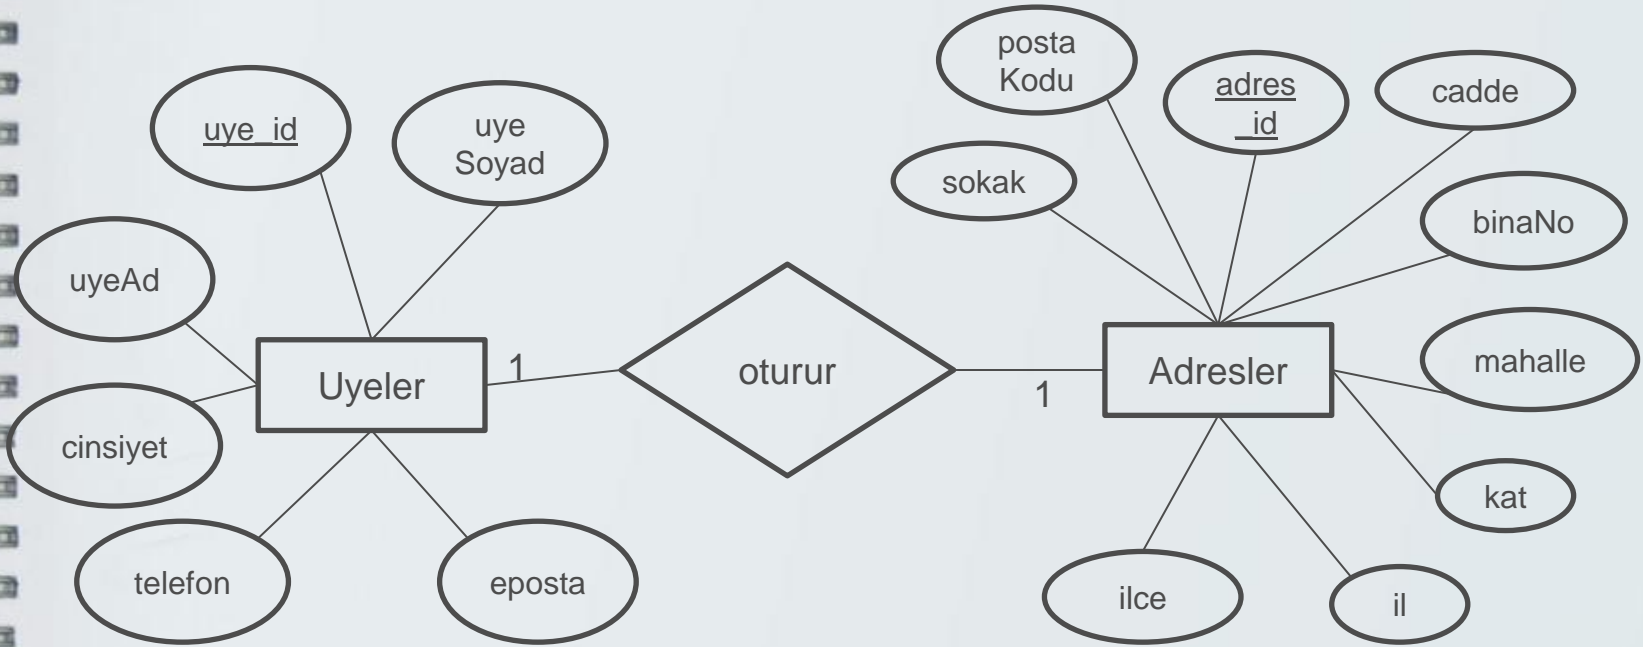 posta
Kodu
adres
_id
cadde
uye_id
uye
Soyad
sokak
binaNo
uyeAd
mahalle
Uyeler
1
oturur
1
Adresler
cinsiyet
kat
telefon
eposta
ilce
il